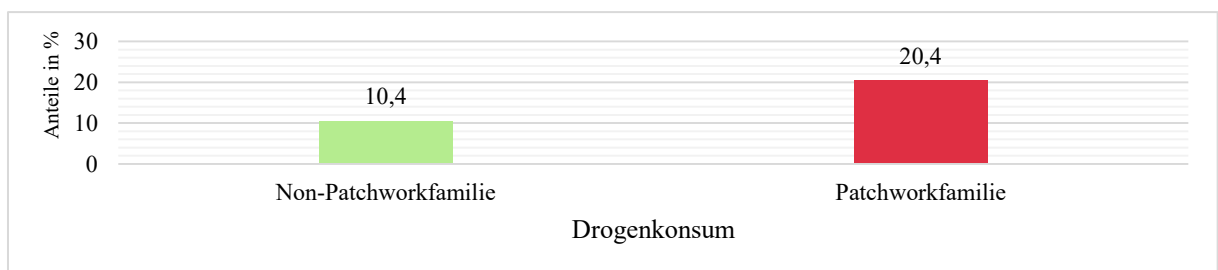 Anteile in %
30
20
10
0
10,4
20,4
Non-Patchworkfamilie
Patchworkfamilie
Drogenkonsum